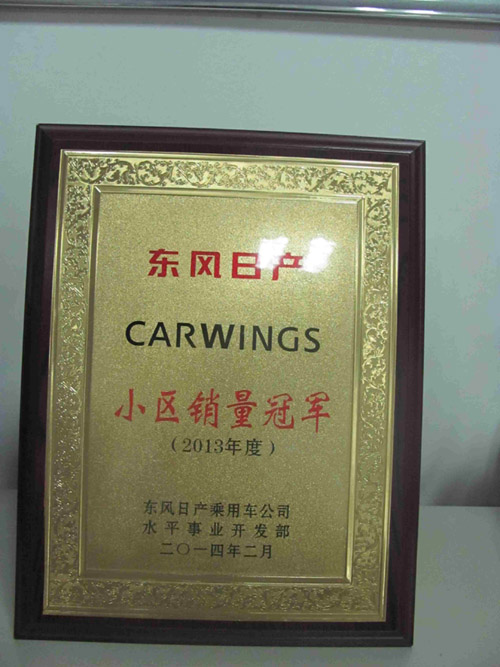 东风日产
CARWINGS
小区销量冠军
（2013年度）
东风日产乘用车公司
水平事业开发部
二〇一四年二月